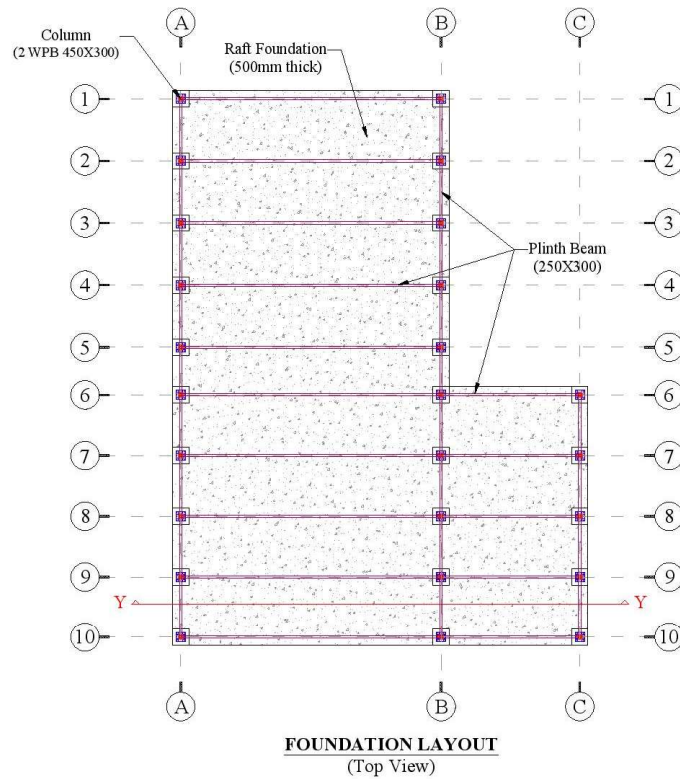 A
B
C
Column
(2 WPB 450X300)
Raft Foundation
(500mm thick)
1
1
2
2
3
3
Plinth Beam
(250X300)
4
4
5
5
6
6
7
7
8
8
9
9
Y
Y
10
10
A
B
C
FOUNDATION LAYOUT
(Top View)